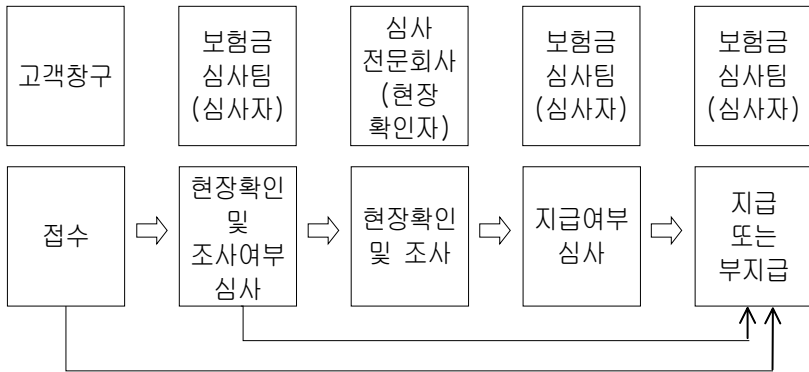 고객창구
보험금
심사팀
(심사자)
심사
전문회사
(현장
확인자)
보험금
심사팀
(심사자)
보험금
심사팀
(심사자)
접수
현장확인
및
조사여부
심사
현장확인
및 조사
지급여부
심사
지급
또는
부지급